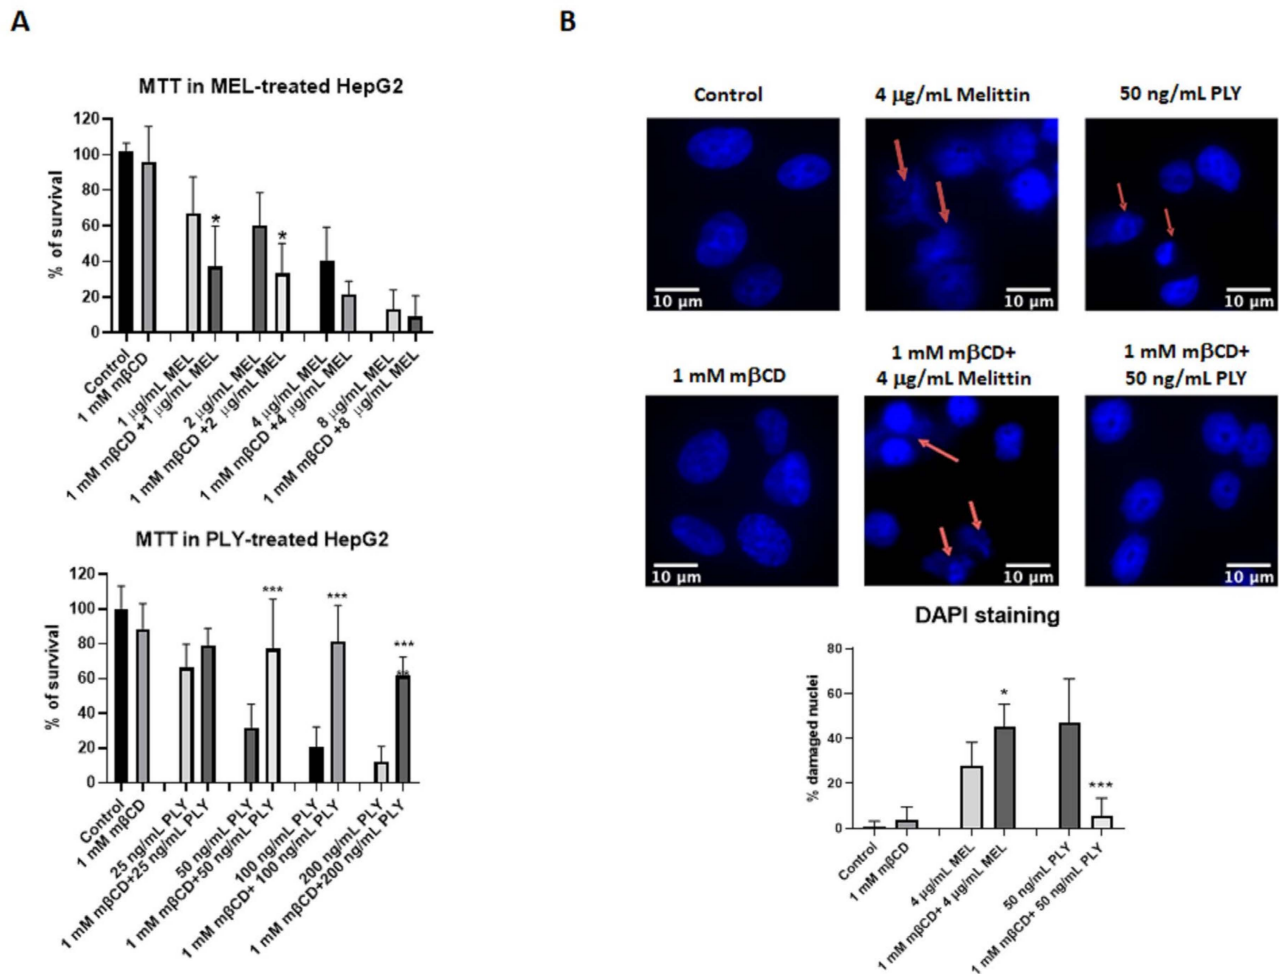 A
MTT in MEL-treated HepG2
% of survival
120
100
80
60
40
20
0
*
*
Control
1 mM mβCD
1 μg/mL MEL
1 mM mβCD +1 μg/mL MEL
2 μg/mL MEL
1 mM mβCD +2 μg/mL MEL
4 μg/mL MEL
1 mM mβCD +4 μg/mL MEL
8 μg/mL MEL
1 mM mβCD +8 μg/mL MEL
MTT in PLY-treated HepG2
% of survival
120
100
80
60
40
20
0
***
***
***
**
Control
1 mM mβCD
25 ng/mL PLY
1 mM mβCD+25 ng/mL PLY
50 ng/mL PLY
1 mM mβCD+50 ng/mL PLY
100 ng/mL PLY
1 mM mβCD+ 100 ng/mL PLY
200 ng/mL PLY
1 mM mβCD+200 ng/mL PLY
B
Control
4 μg/mL Melittin
50 ng/mL PLY
10 μm
10 μm
10 μm
1 mM mβCD
1 mM mβCD+
4 μg/mL Melittin
1 mM mβCD+
50 ng/mL PLY
10 μm
10 μm
10 μm
DAPI staining
% damaged nuclei
80
60
40
20
0
*
***
Control
1 mM mβCD
4 μg/mL MEL
1 mM mβCD+ 4 μg/mL MEL
50 ng/mL PLY
1 mM mβCD+ 50 ng/mL PLY